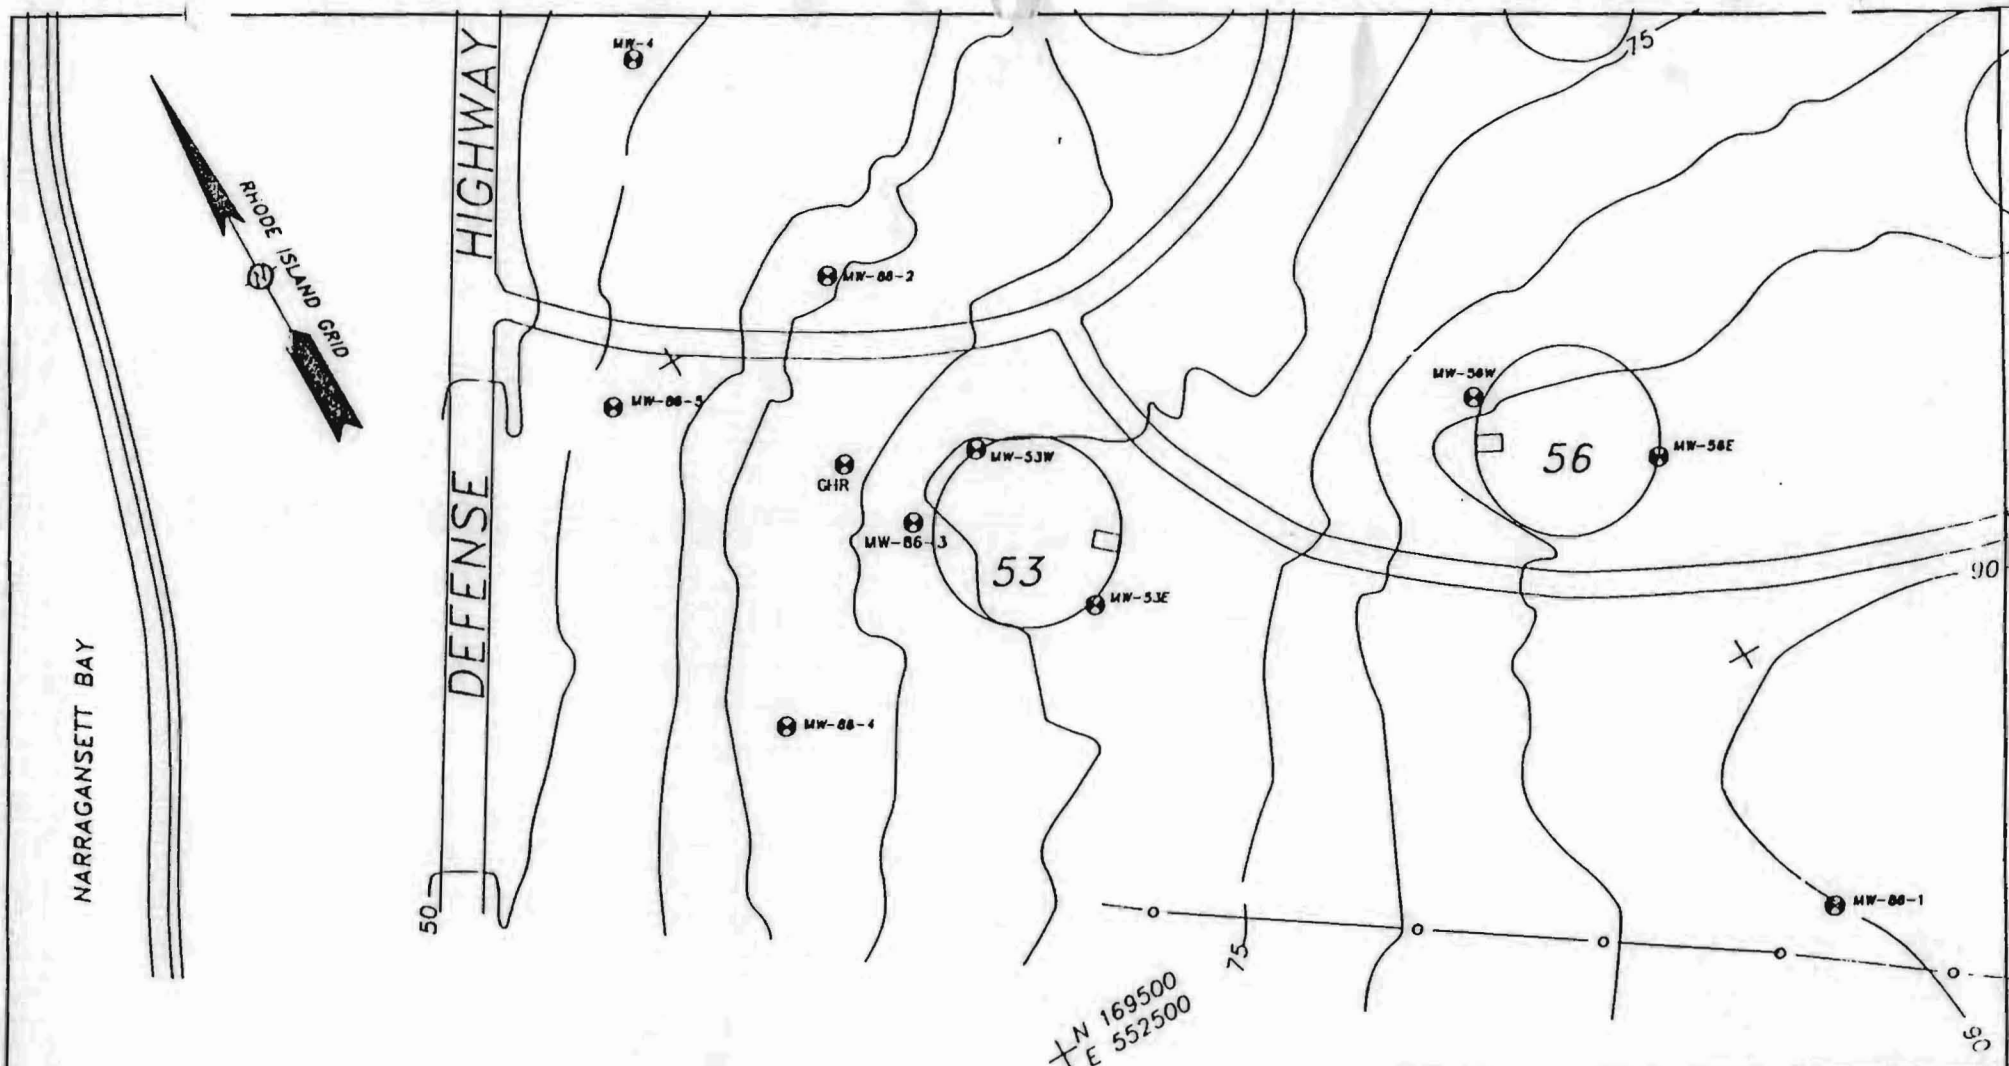 MW-4
75
HIGHWAY
RHODE ISLAND GRID
MW-86-2
MW-56W
MW-86-5
MW-53W
56
MW-56E
GHR
DEFENSE
MW-86-3
53
90
MW-53E
NARRAGANSETT BAY
MW-86-4
50
MW-86-1
75
N 169500
E 552500
90